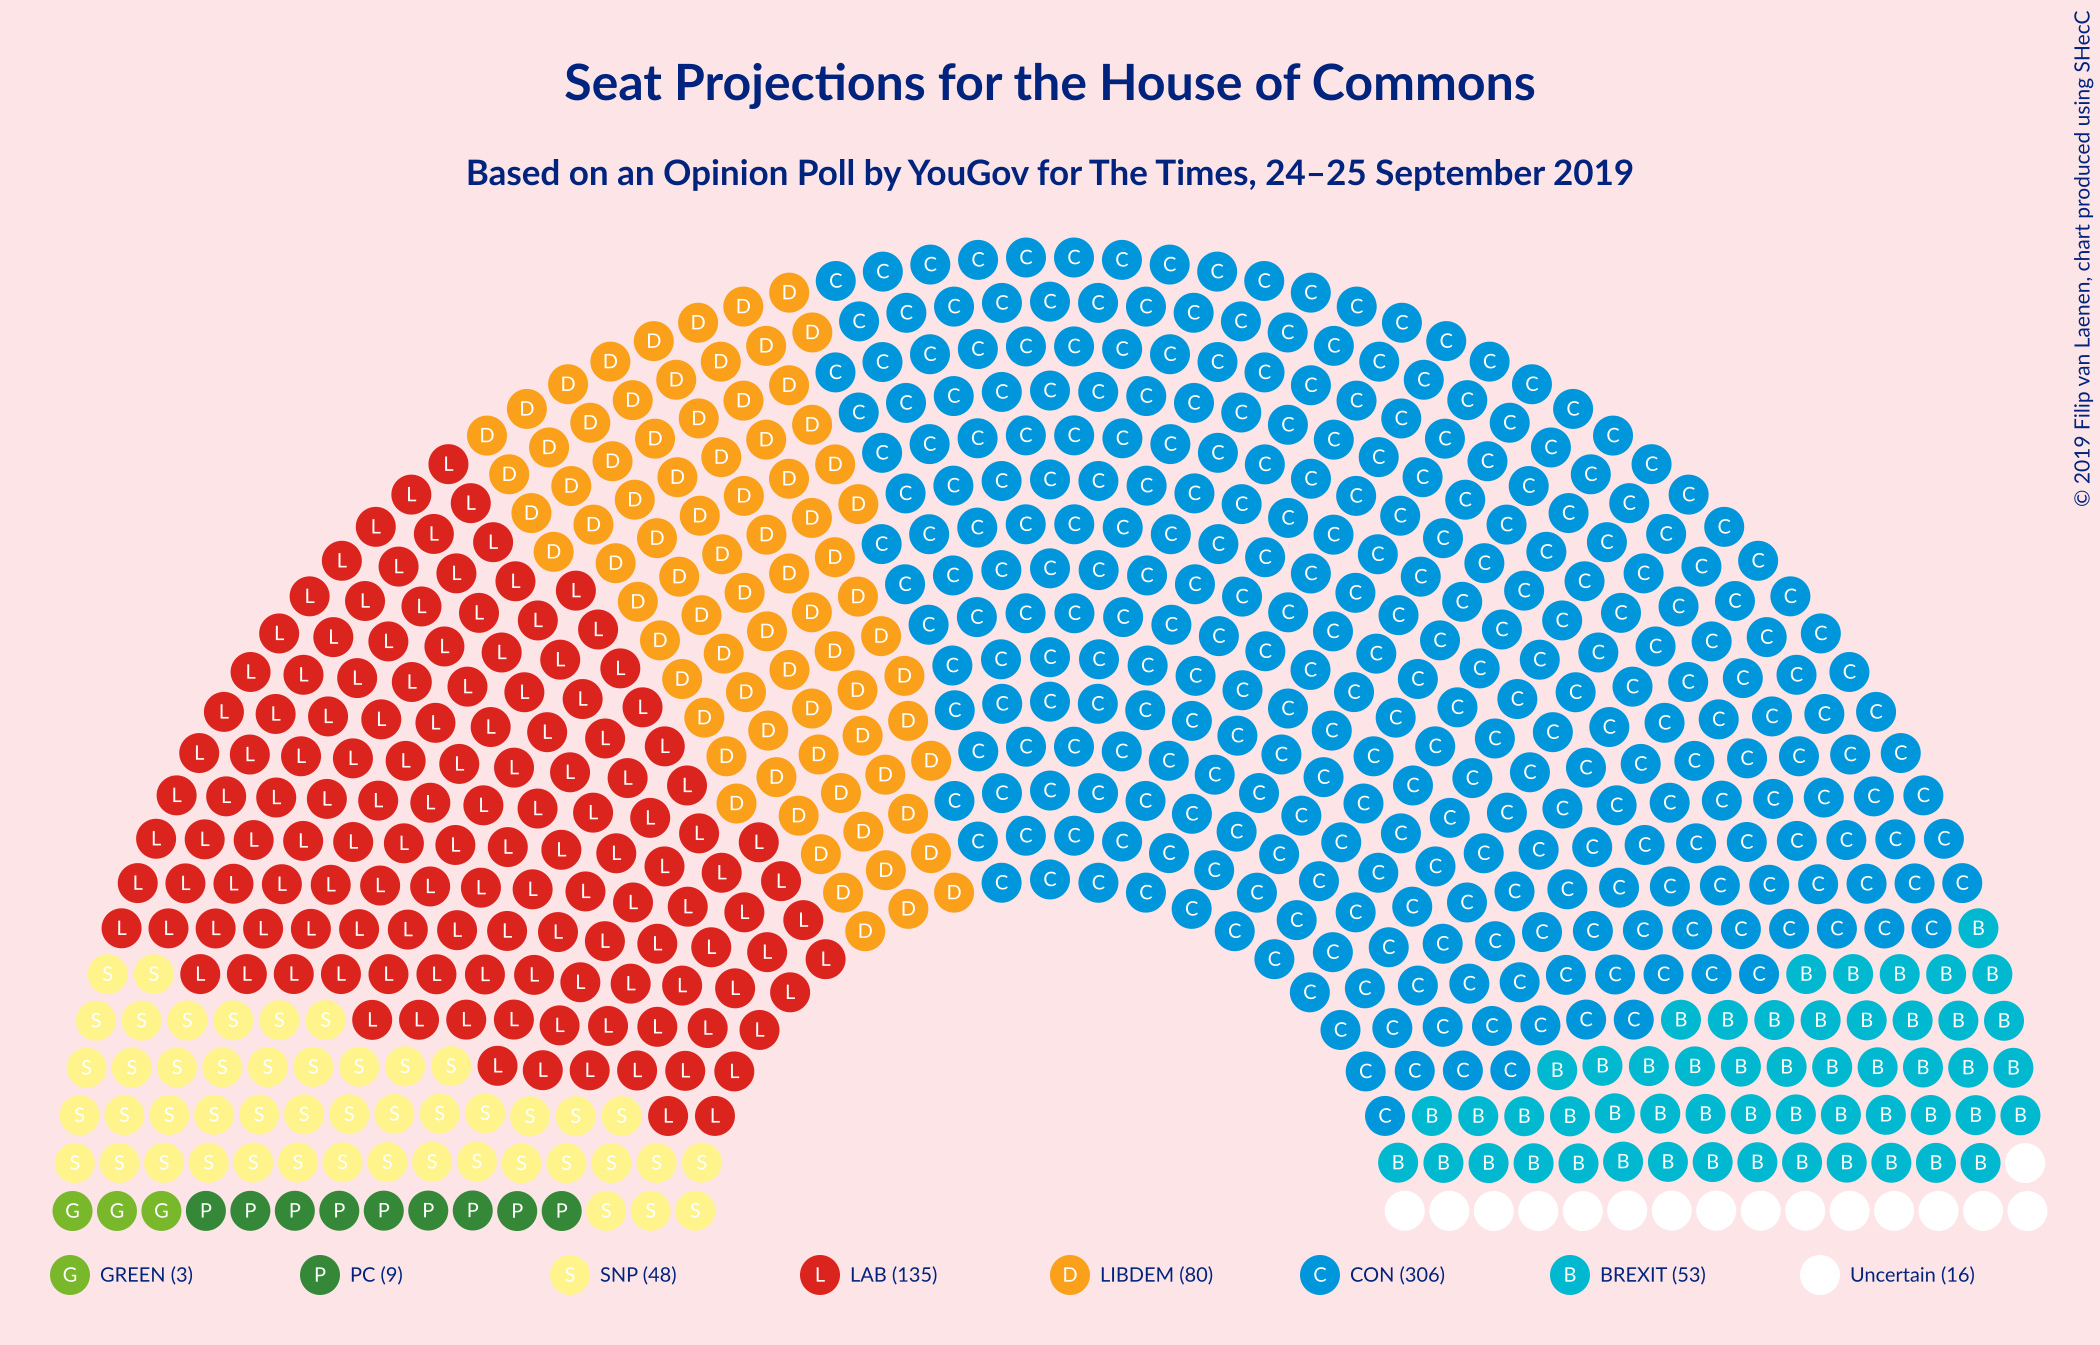 Seat Projections for the House of Commons
Based on an Opinion Poll by YouGov for The Times, 24–25 September 2019
© 2019 Filip van Laenen, chart produced using SHecC
G GREEN (3)
P PC (9)
S SNP (48)
L LAB (135)
D LIBDEM (80)
C CON (306)
B BREXIT (53)
Uncertain (16)